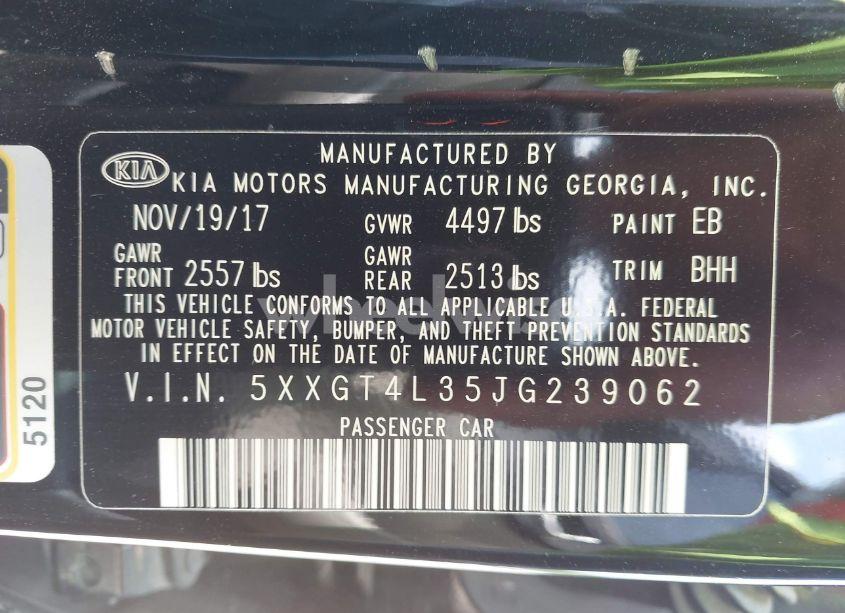 MANUFACTURED BY
KIA
KIA MOTORS MANUFACTURING GEORGIA, INC.
NOV/19/17 GVWR 4497 lbs PAINT EB
GAWR FRONT 2557 lbs GAWR REAR 2513 lbs TRIM BHH
THIS VEHICLE CONFORMS TO ALL APPLICABLE U.S.A. FEDERAL
MOTOR VEHICLE SAFETY, BUMPER, AND THEFT PREVENTION STANDARDS
IN EFFECT ON THE DATE OF MANUFACTURE SHOWN ABOVE.
V.I.N. 5XXGT4L35JG239062
PASSENGER CAR
5120